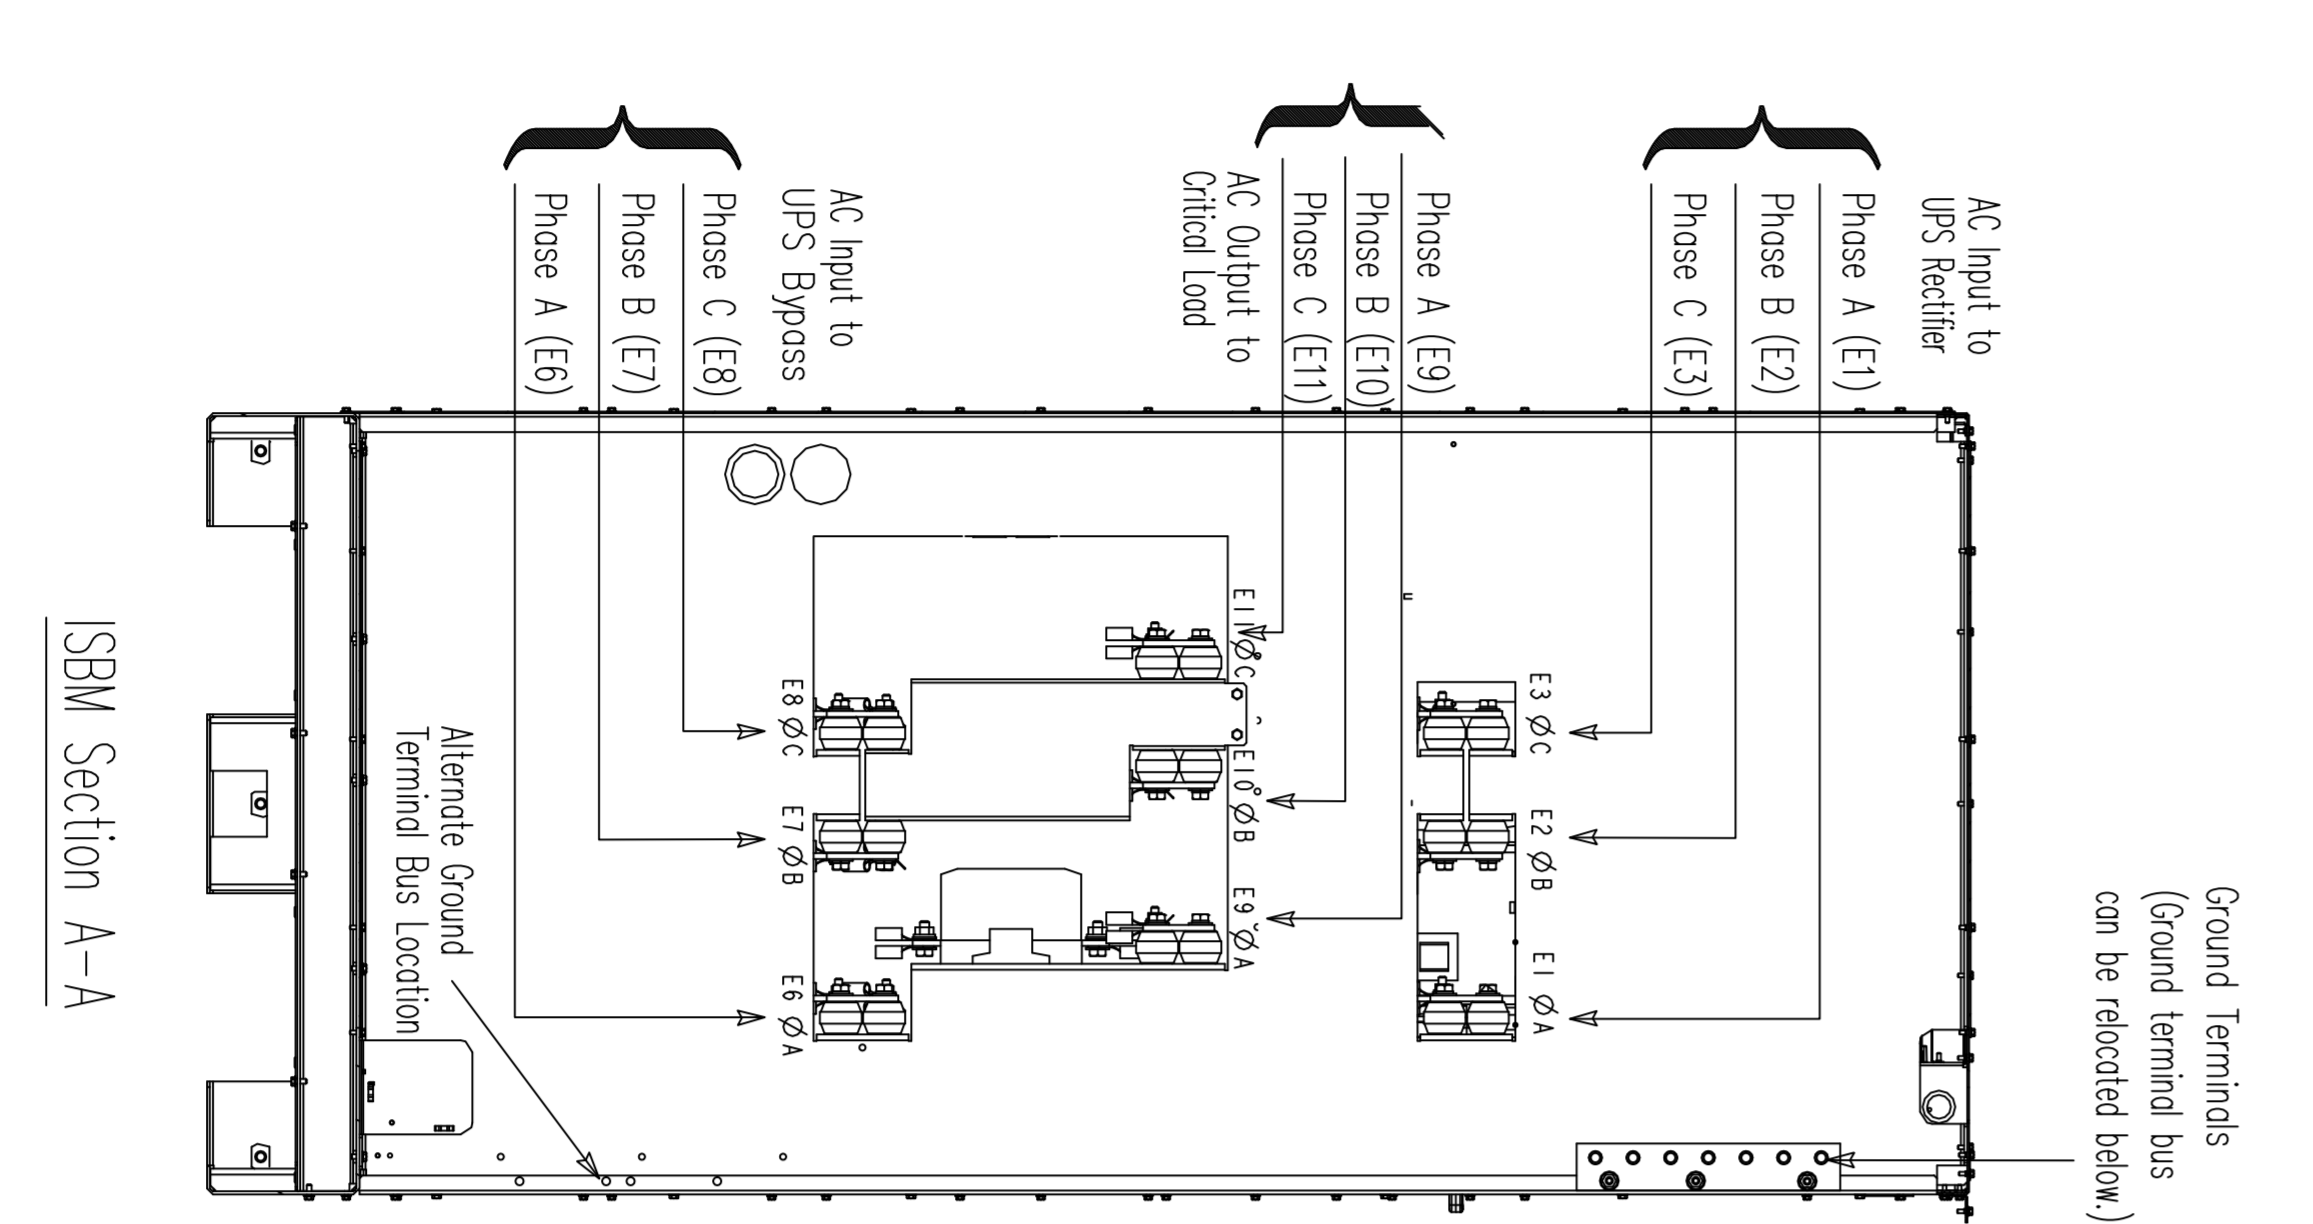 AC Input to
UPS Rectifier
Phase A (E1)
Phase B (E2)
Phase C (E3)
Phase A (E9)
Phase B (E10)
Phase C (E11)
AC Output to
Critical Load
AC Input to
UPS Bypass
Phase C (E8)
Phase B (E7)
Phase A (E6)
Ground Terminals
(Ground terminal bus
can be relocated below.)
E3 ØC
E2 ØB
E1 ØA
E11 ØC
E10 ØB
E9 ØA
E8 ØC
E7 ØB
E6 ØA
Alternate Ground
Terminal Bus Location
ISBM Section A-A